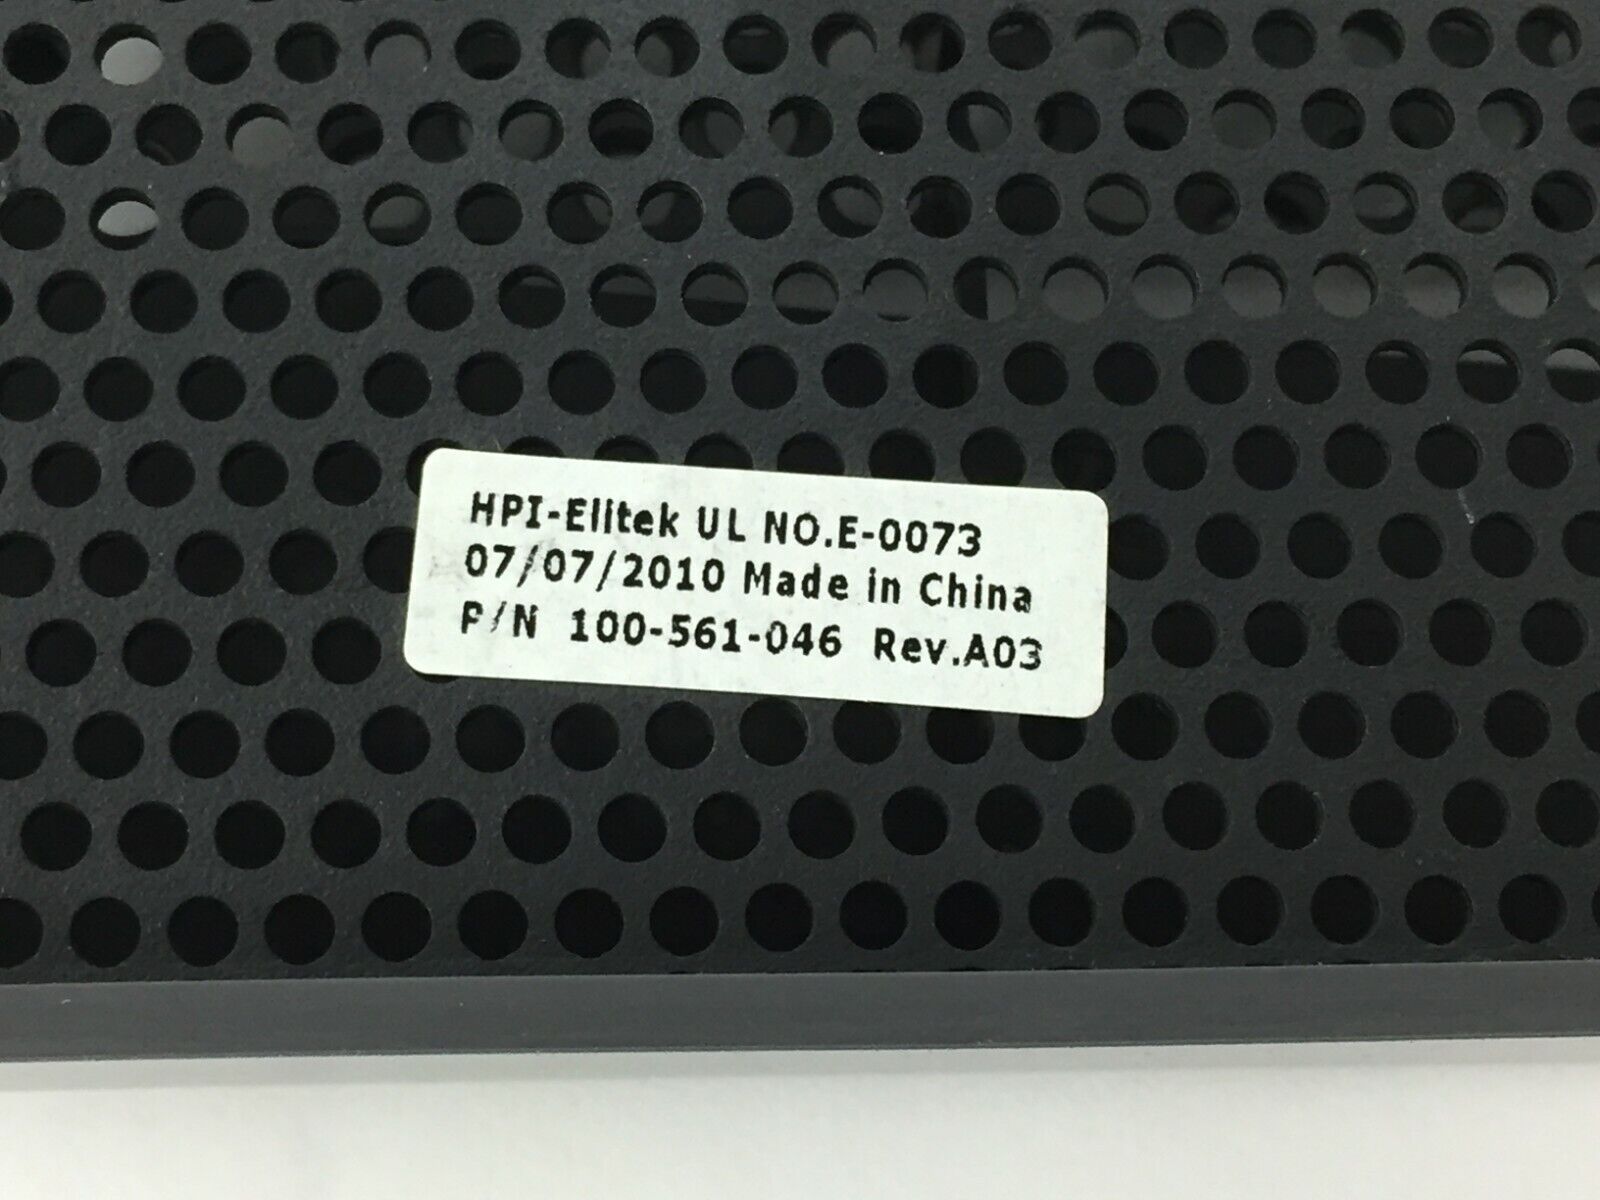 HPI-Elitek UL NO.E-0073
07/07/2010 Made in China
P/N 100-561-046 Rev.A03